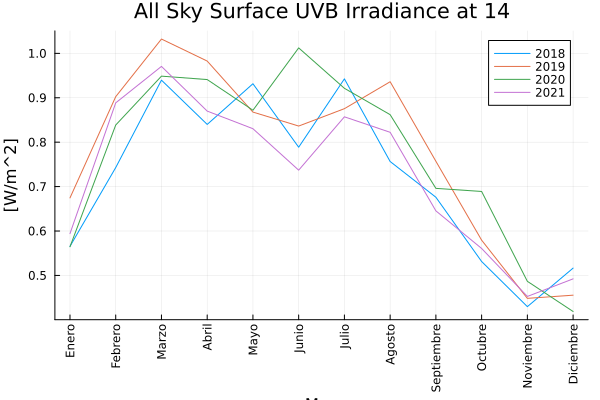 All Sky Surface UVB Irradiance at 14
[W/m^2]
1.0
0.9
0.8
0.7
0.6
0.5
2018
2019
2020
2021
Enero
Febrero
Marzo
Abril
Mayo
Junio
Julio
Agosto
Septiembre
Octubre
Noviembre
Diciembre